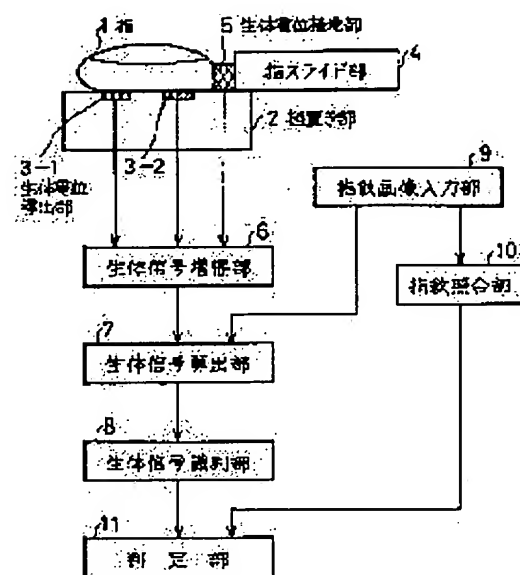 1 指
5 生体電位接地部
指スライド部
4
2 指置き部
3-1
生体電位
導出部
3-2
9
指紋画像入力部
6
生体信号増幅部
10
指紋照合部
7
生体信号算出部
8
生体信号識別部
11
判定部